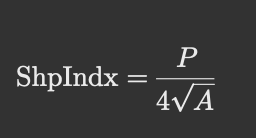 ShpIndx = P / 4√A